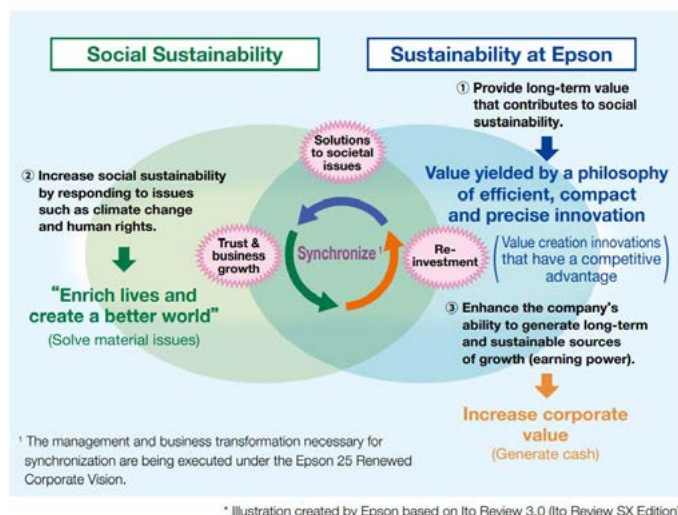 Social Sustainability
Sustainability at Epson
① Provide long-term value
that contributes to social
sustainability.
Solutions
to societal
issues
② Increase social sustainability
by responding to issues
such as climate change
and human rights.
Value yielded by a philosophy
of efficient, compact
and precise innovation
(Value creation innovations
that have a competitive
advantage)
Trust &
business
growth
Synchronize ¹
Re-
investment
“Enrich lives and
create a better world”
(Solve material issues)
③ Enhance the company's
ability to generate long-term
and sustainable sources
of growth (earning power).
Increase corporate
value
(Generate cash)
¹ The management and business transformation necessary for
synchronization are being executed under the Epson 25 Renewed
Corporate Vision.
* Illustration created by Epson based on Ito Review 3.0 (Ito Review SX Edition)